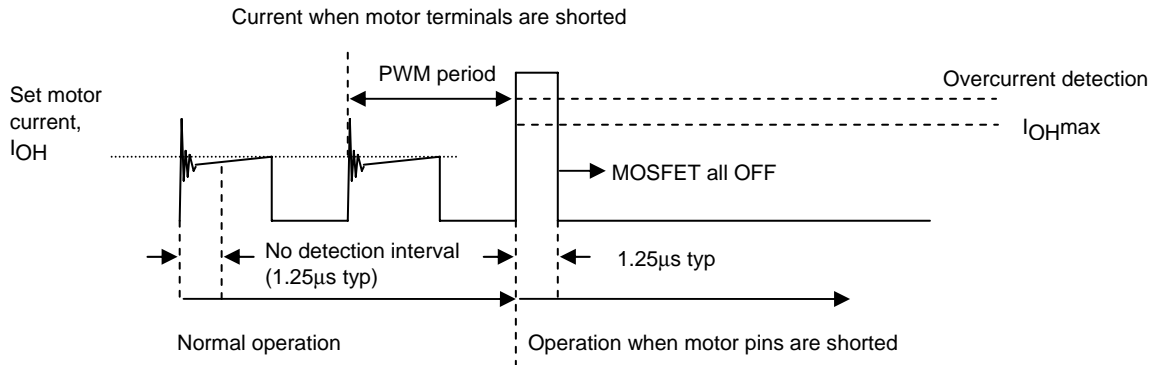 Current when motor terminals are shorted
PWM period
Overcurrent detection
Set motor
current,
IOH
IOHmax
MOSFET all OFF
No detection interval
(1.25μs typ)
1.25μs typ
Normal operation
Operation when motor pins are shorted